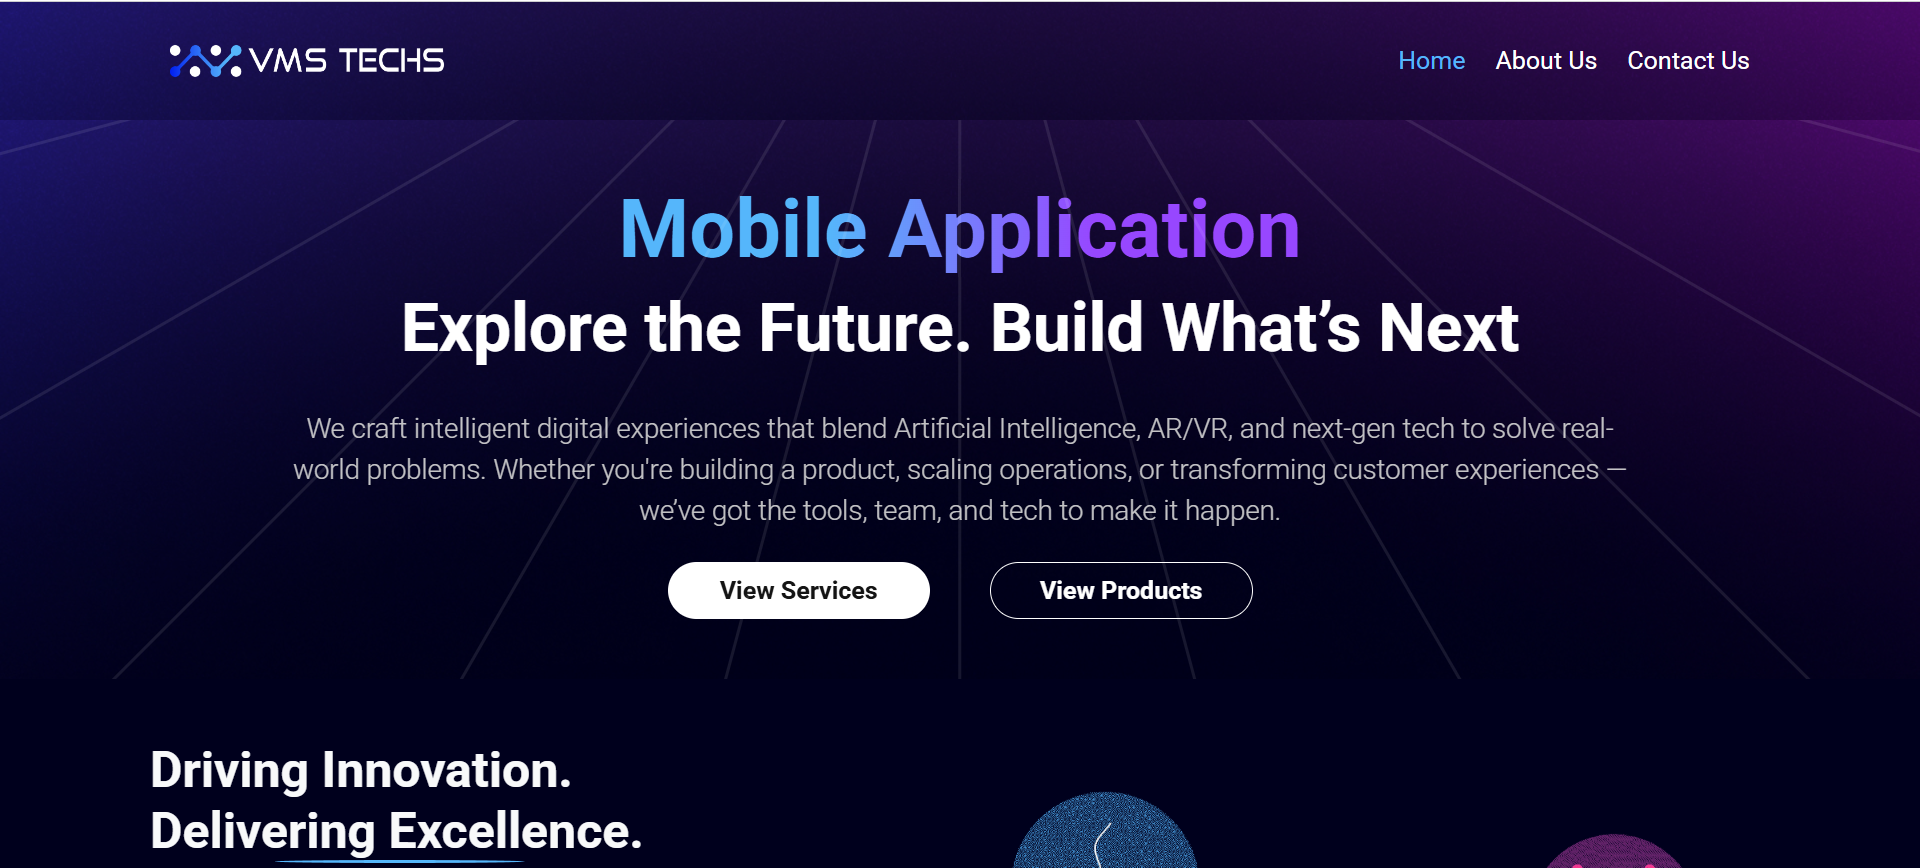 VMS TECHS
Home About Us Contact Us
Mobile Application
Explore the Future. Build What’s Next
We craft intelligent digital experiences that blend Artificial Intelligence, AR/VR, and next-gen tech to solve real-
world problems. Whether you're building a product, scaling operations, or transforming customer experiences —
we’ve got the tools, team, and tech to make it happen.
View Services View Products
Driving Innovation.
Delivering Excellence.